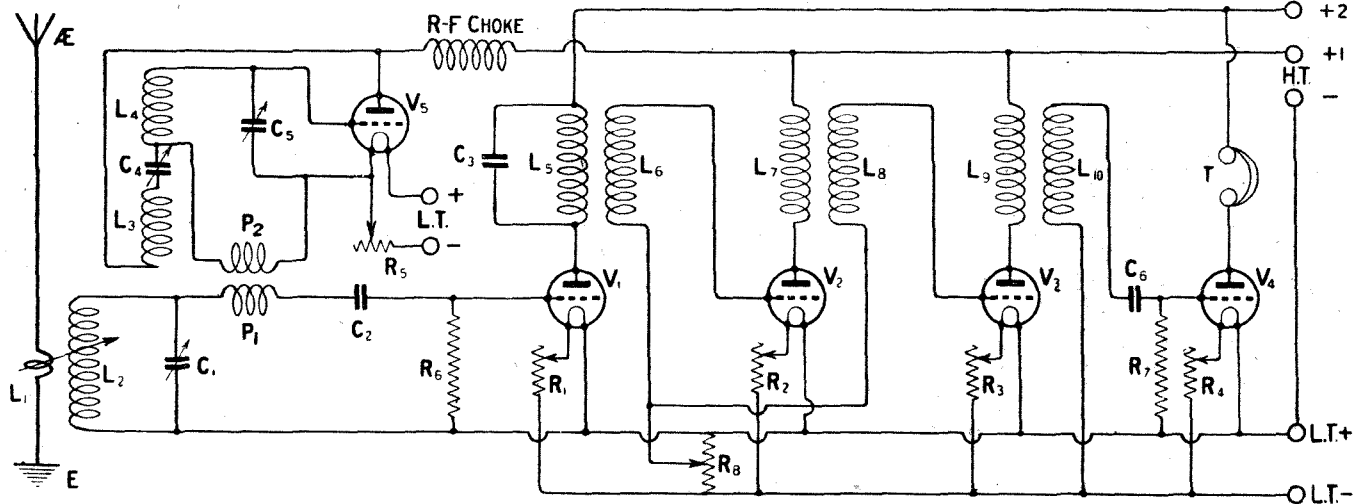 Æ
R-F CHOKE
+2
+1
H.T.
−
L4
C5
V5
C4
L3
+
L.T.
−
P2
R5
C3
L5
L6
L7
L8
L9
L10
T
V1
V2
V3
C6
V4
P1
C2
L1
L2
C1
R6
R1
R2
R3
R7
R4
R8
L.T.+
L.T.−
E